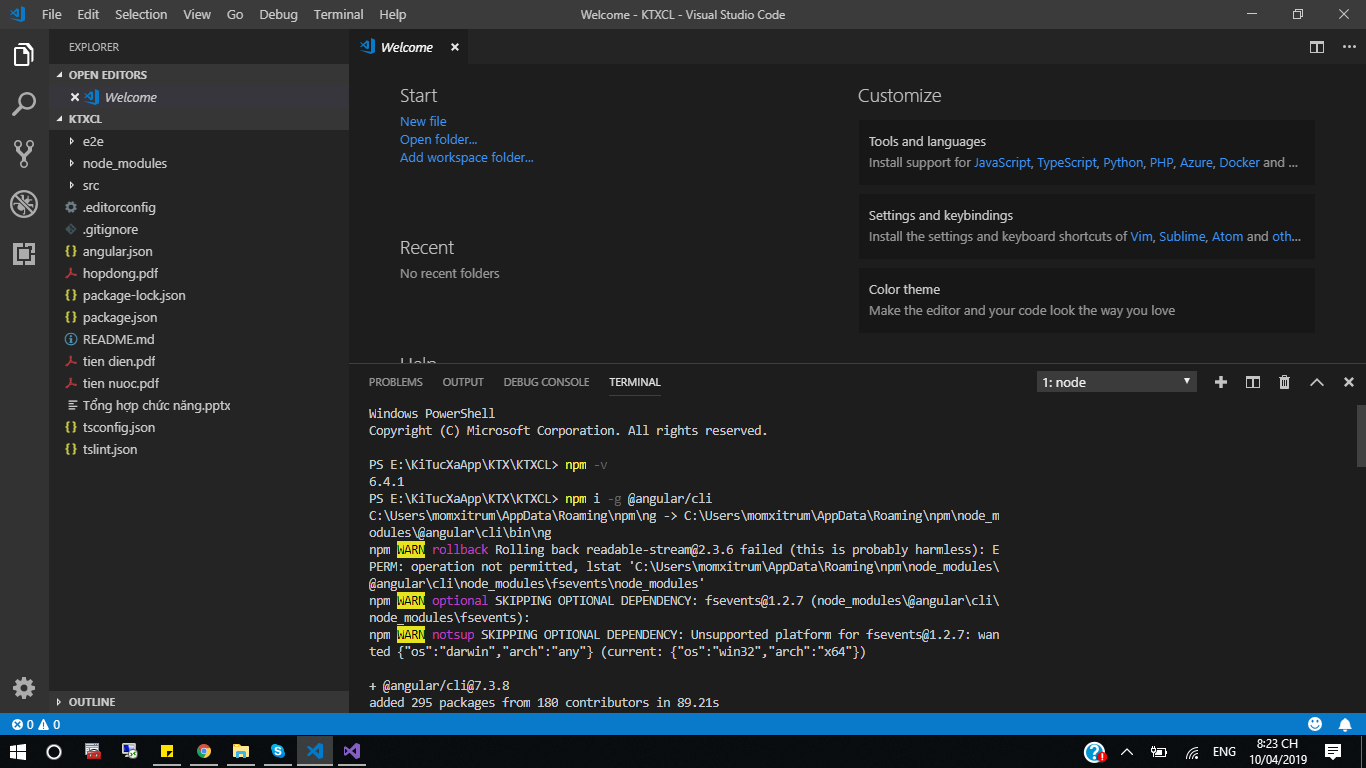 File Edit Selection View Go Debug Terminal Help
Welcome - KTXCL - Visual Studio Code
EXPLORER
OPEN EDITORS
Welcome
KTXCL
e2e
node_modules
src
.editorconfig
.gitignore
angular.json
hopdong.pdf
package-lock.json
package.json
README.md
tien dien.pdf
tien nuoc.pdf
Tổng hợp chức năng.pptx
tsconfig.json
tslint.json
OUTLINE
Welcome
Start
New file
Open folder...
Add workspace folder...
Recent
No recent folders
Help
Customize
Tools and languages
Install support for JavaScript, TypeScript, Python, PHP, Azure, Docker and ...
Settings and keybindings
Install the settings and keyboard shortcuts of Vim, Sublime, Atom and oth...
Color theme
Make the editor and your code look the way you love
PROBLEMS OUTPUT DEBUG CONSOLE TERMINAL
1: node
Windows PowerShell
Copyright (C) Microsoft Corporation. All rights reserved.
PS E:\KiTucXaApp\KTX\KTXCL> npm -v
6.4.1
PS E:\KiTucXaApp\KTX\KTXCL> npm i -g @angular/cli
C:\Users\momxitrum\AppData\Roaming\npm\ng -> C:\Users\momxitrum\AppData\Roaming\npm\node_m
odules\@angular\cli\bin\ng
npm WARN rollback Rolling back readable-stream@2.3.6 failed (this is probably harmless): E
PERM: operation not permitted, lstat 'C:\Users\momxitrum\AppData\Roaming\npm\node_modules\
@angular\cli\node_modules\fsevents\node_modules'
npm WARN optional SKIPPING OPTIONAL DEPENDENCY: fsevents@1.2.7 (node_modules\@angular\cli\
node_modules\fsevents):
npm WARN notsup SKIPPING OPTIONAL DEPENDENCY: Unsupported platform for fsevents@1.2.7: wan
ted {"os":"darwin","arch":"any"} (current: {"os":"win32","arch":"x64"})
+ @angular/cli@7.3.8
added 295 packages from 180 contributors in 89.21s
0 0
ENG
8:23 CH
10/04/2019